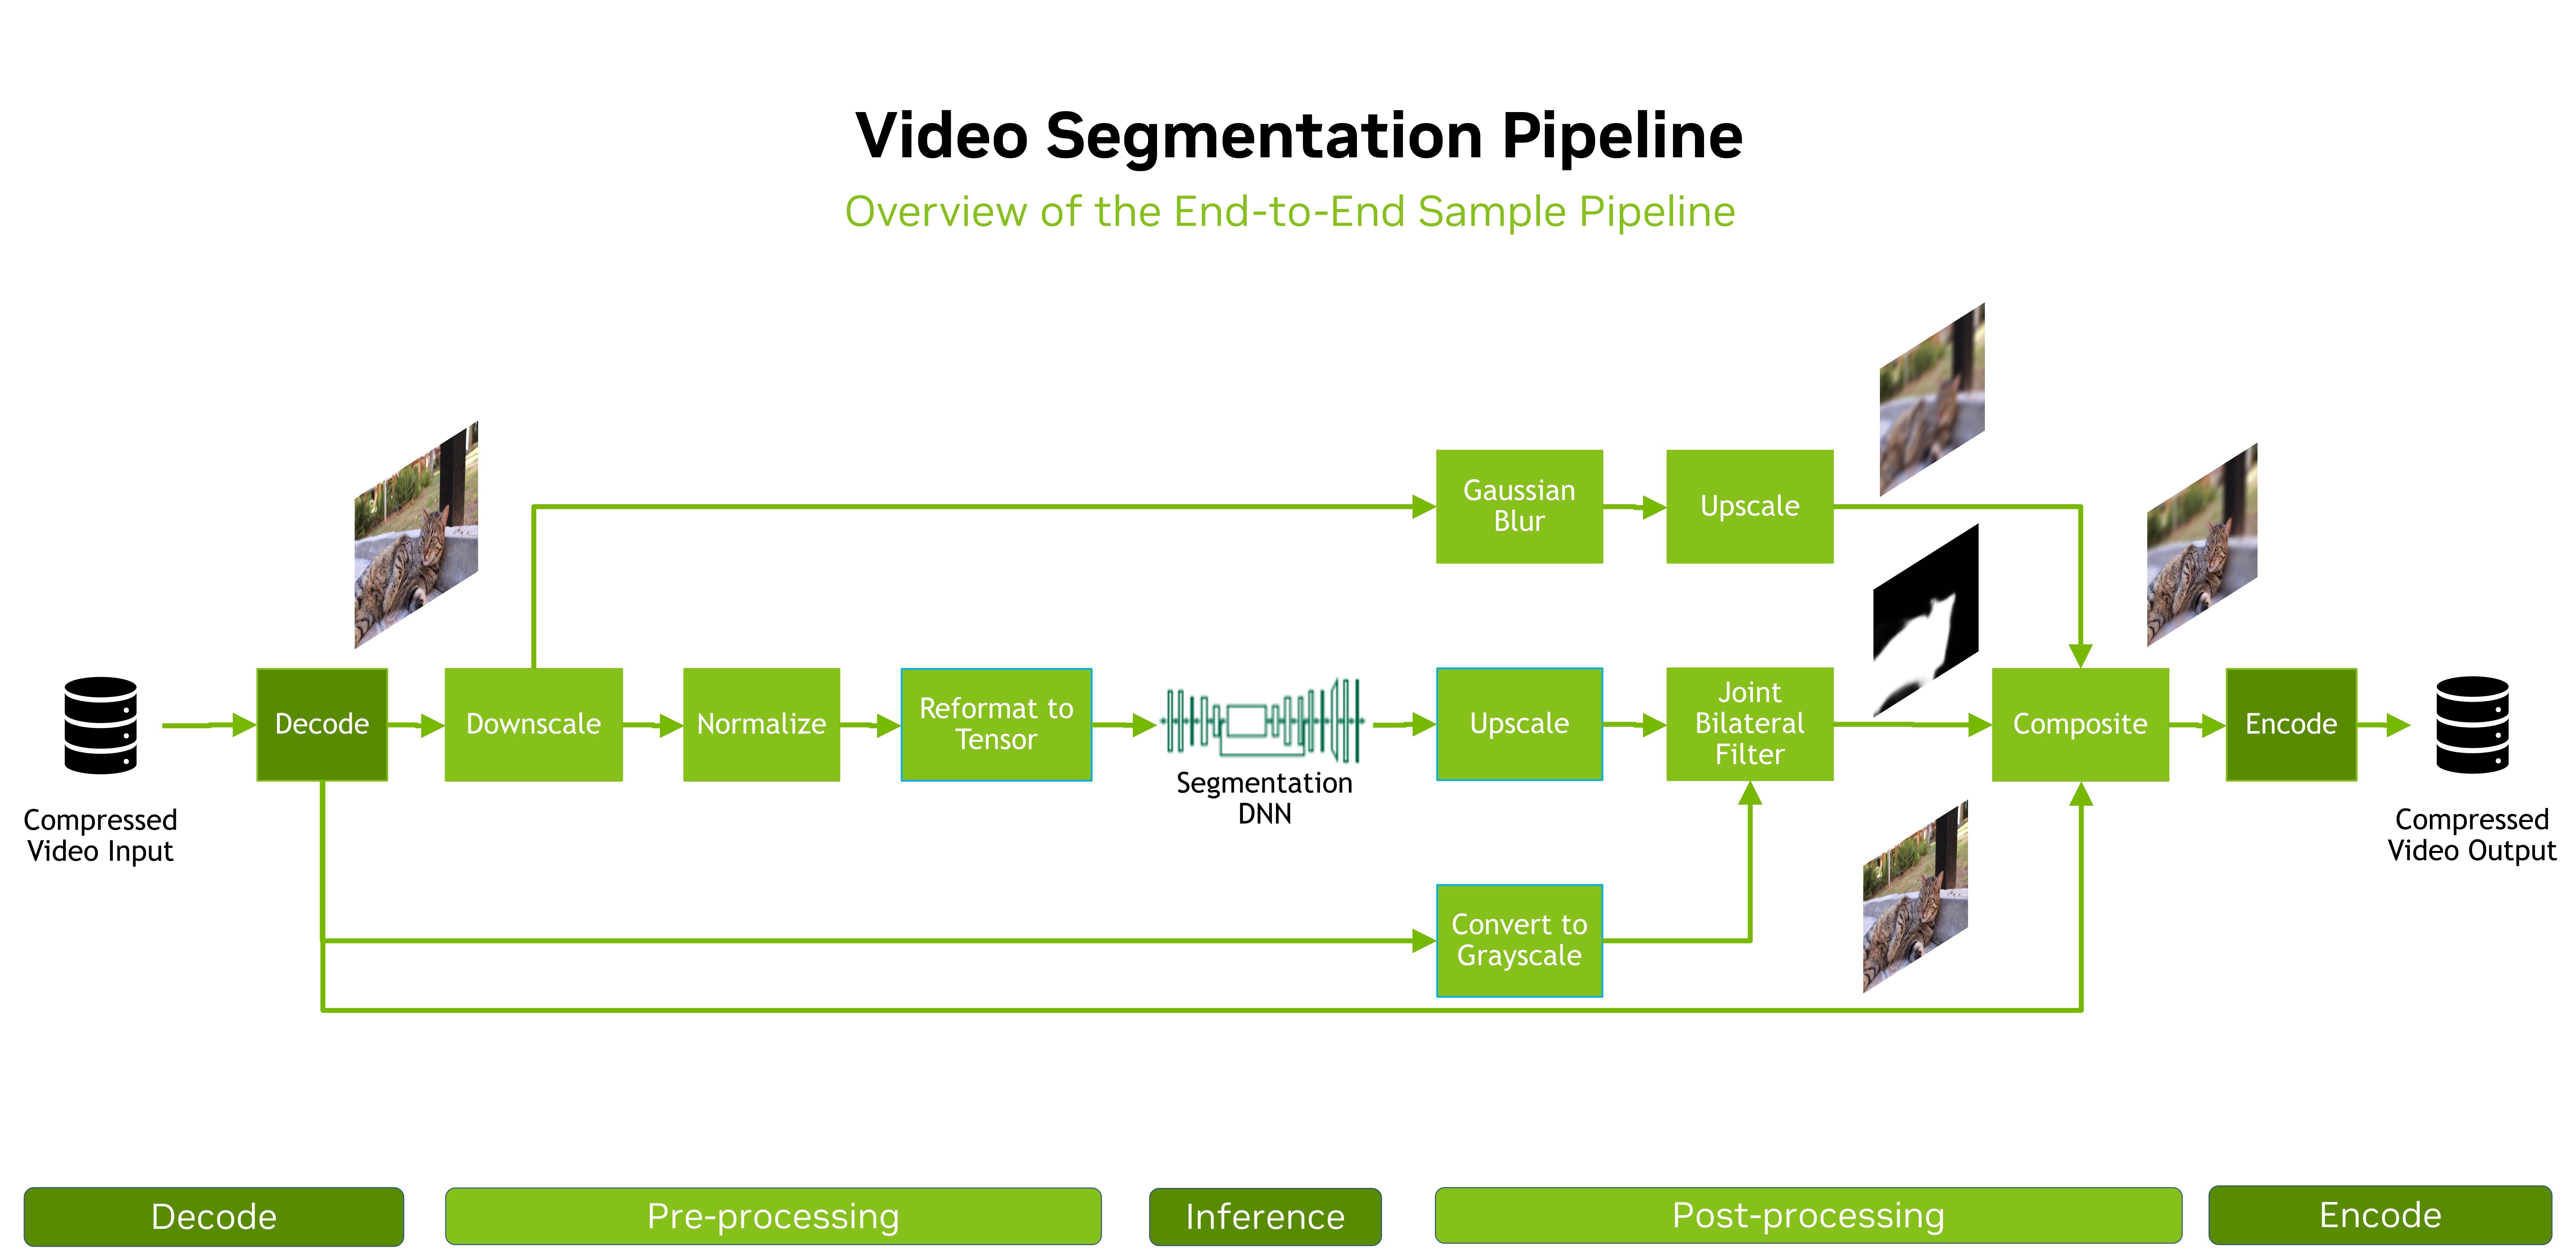 Video Segmentation Pipeline
Overview of the End-to-End Sample Pipeline
Gaussian
Blur
Upscale
Compressed
Video Input
Decode
Downscale
Normalize
Reformat to
Tensor
Segmentation
DNN
Upscale
Joint
Bilateral
Filter
Composite
Encode
Compressed
Video Output
Convert to
Grayscale
Decode
Pre-processing
Inference
Post-processing
Encode